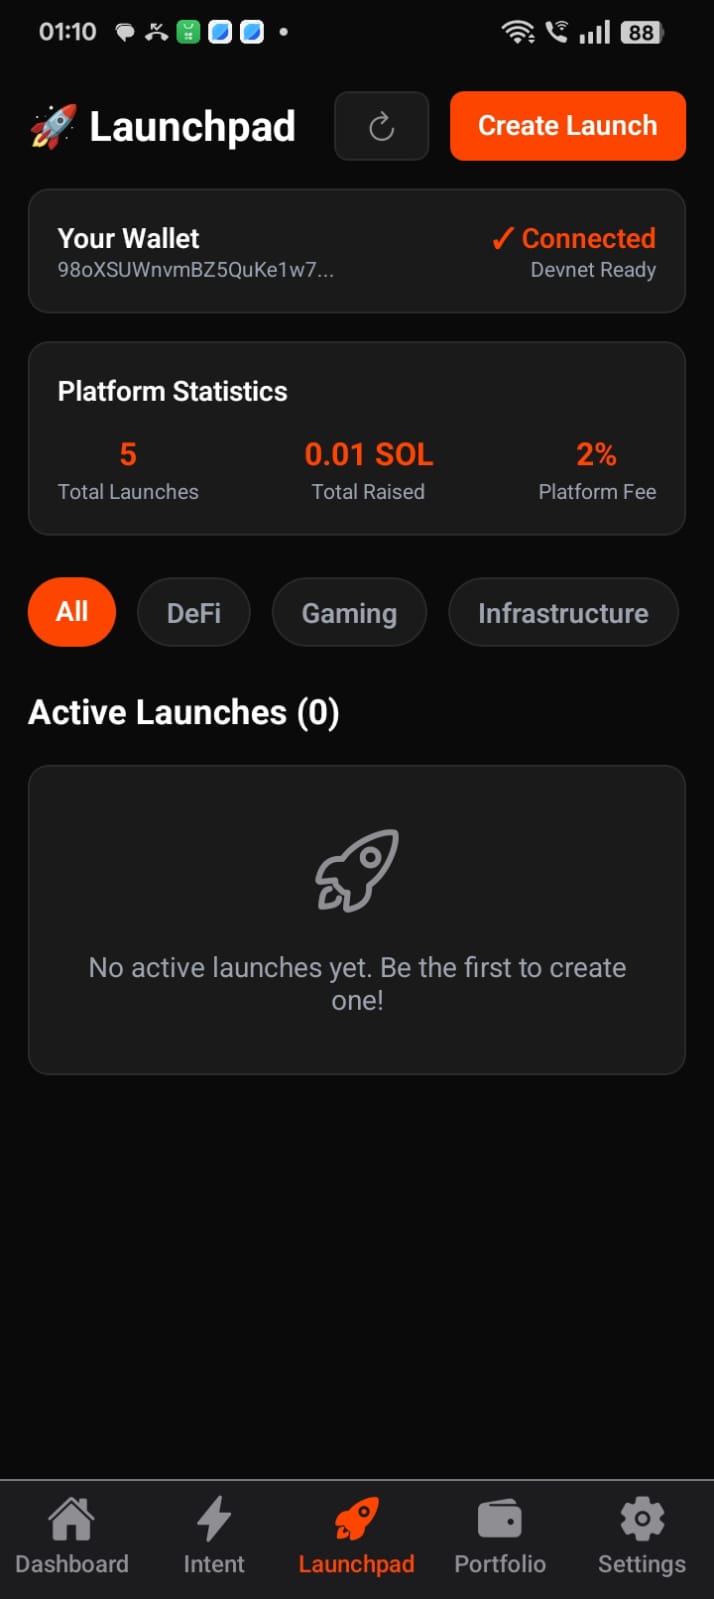 01:10
88
🚀 Launchpad
Create Launch
Your Wallet
✓ Connected
98oXSUWnvmBZ5QuKe1w7...
Devnet Ready
Platform Statistics
5
0.01 SOL
2%
Total Launches
Total Raised
Platform Fee
All
DeFi
Gaming
Infrastructure
Active Launches (0)
No active launches yet. Be the first to create
one!
Dashboard
Intent
Launchpad
Portfolio
Settings